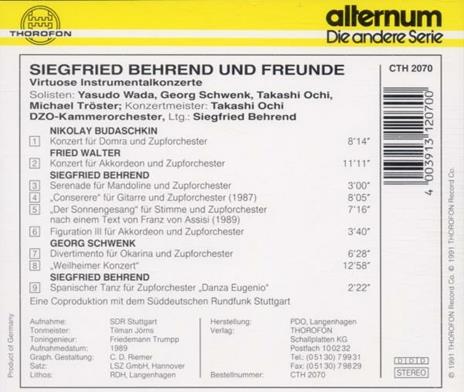 THOROFON
alternum
Die andere Serie
SIEGFRIED BEHREND UND FREUNDE
CTH 2070
Virtuose Instrumentalkonzerte
Solisten: Yasudo Wada, Georg Schwenk, Takashi Ochi,
Michael Tröster; Konzertmeister: Takashi Ochi
DZO-Kammerorchester, Ltg.: Siegfried Behrend
NIKOLAY BUDASCHKIN
1 Konzert für Domra und Zupforchester 8'14"
FRIED WALTER
2 Konzert für Akkordeon und Zupforchester 11'11"
SIEGFRIED BEHREND
3 Serenade für Mandoline und Zupforchester 3'00"
4 „Conserere” für Gitarre und Zupforchester (1987) 8'05"
5 „Der Sonnengesang” für Stimme und Zupforchester 7'16"
nach einem Text von Franz von Assisi (1989)
6 Figuration III für Akkordeon und Zupforchester 3'40"
GEORG SCHWENK
7 Divertimento für Okarina und Zupforchester 6'28"
8 „Weilheimer Konzert” 12'58"
SIEGFRIED BEHREND
9 Spanischer Tanz für Zupforchester „Danza Eugenio” 2'22"
Eine Coproduktion mit dem Süddeutschen Rundfunk Stuttgart
Aufnahme: SDR Stuttgart
Tonmeister: Tilman Jörns
Toningenieur: Friedemann Trumpp
Aufnahmedatum: 1989
Graph. Gestaltung: C. D. Riemer
Satz: LSZ GmbH, Hannover
Lithos: RDH, Langenhagen
Herstellung: PDO, Langenhagen
Verlag: THOROFON
Schallplatten KG
Postfach 10 02 32
Tel.: (05130) 79931
Fax: (05130) 79829
Bestellnummer: CTH 2070
4 003913 120700
© 1991 THOROFON Record Co. ℗ 1991 THOROFON Record Co.
DDD
STEREO
Product of Germany